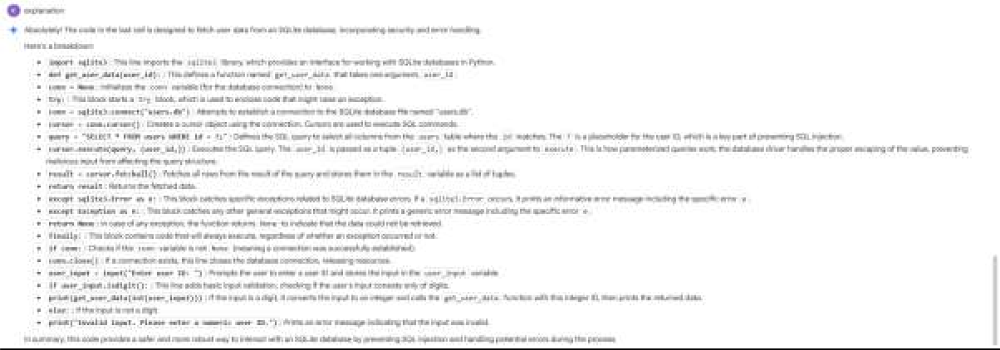 explanation
Absolutely! The code in the last cell is designed to fetch user data from an SQLite database, incorporating security and error handling.
Here's a breakdown:
• import sqlite3 : This line imports the sqlite3 library, which provides an interface for working with SQLite databases in Python.
• def get_user_data(user_id): : This defines a function named get_user_data that takes one argument, user_id .
• conn = None : Initializes the conn variable (for the database connection) to None .
• try: : This block starts a try block, which is used to enclose code that might raise an exception.
• conn = sqlite3.connect("users.db") : Attempts to establish a connection to the SQLite database file named "users.db".
• cursor = conn.cursor() : Creates a cursor object using the connection. Cursors are used to execute SQL commands.
• query = "SELECT * FROM users WHERE id = ?;" : Defines the SQL query to select all columns from the users table where the id matches. The ? is a placeholder for the user ID, which is a key part of preventing SQL injection.
• cursor.execute(query, (user_id,)) : Executes the SQL query. The user_id is passed as a tuple (user_id,) as the second argument to execute . This is how parameterized queries work; the database driver handles the proper escaping of the value, preventing
malicious input from affecting the query structure.
• result = cursor.fetchall() : Fetches all rows from the result of the query and stores them in the result variable as a list of tuples.
• return result : Returns the fetched data.
• except sqlite3.Error as e: : This block catches specific exceptions related to SQLite database errors. If a sqlite3.Error occurs, it prints an informative error message including the specific error e .
• except Exception as e: : This block catches any other general exceptions that might occur. It prints a generic error message including the specific error e .
• return None : In case of any exception, the function returns None to indicate that the data could not be retrieved.
• finally: : This block contains code that will always execute, regardless of whether an exception occurred or not.
• if conn: : Checks if the conn variable is not None (meaning a connection was successfully established).
• conn.close() : If a connection exists, this line closes the database connection, releasing resources.
• user_input = input("Enter user ID: ") : Prompts the user to enter a user ID and stores the input in the user_input variable.
• if user_input.isdigit(): : This line adds basic input validation, checking if the user's input consists only of digits.
• print(get_user_data(int(user_input))) : If the input is a digit, it converts the input to an integer and calls the get_user_data function with this integer ID, then prints the returned data.
• else: : If the input is not a digit.
• print("Invalid input. Please enter a numeric user ID.") : Prints an error message indicating that the input was invalid.
In summary, this code provides a safer and more robust way to interact with an SQLite database by preventing SQL injection and handling potential errors during the process.